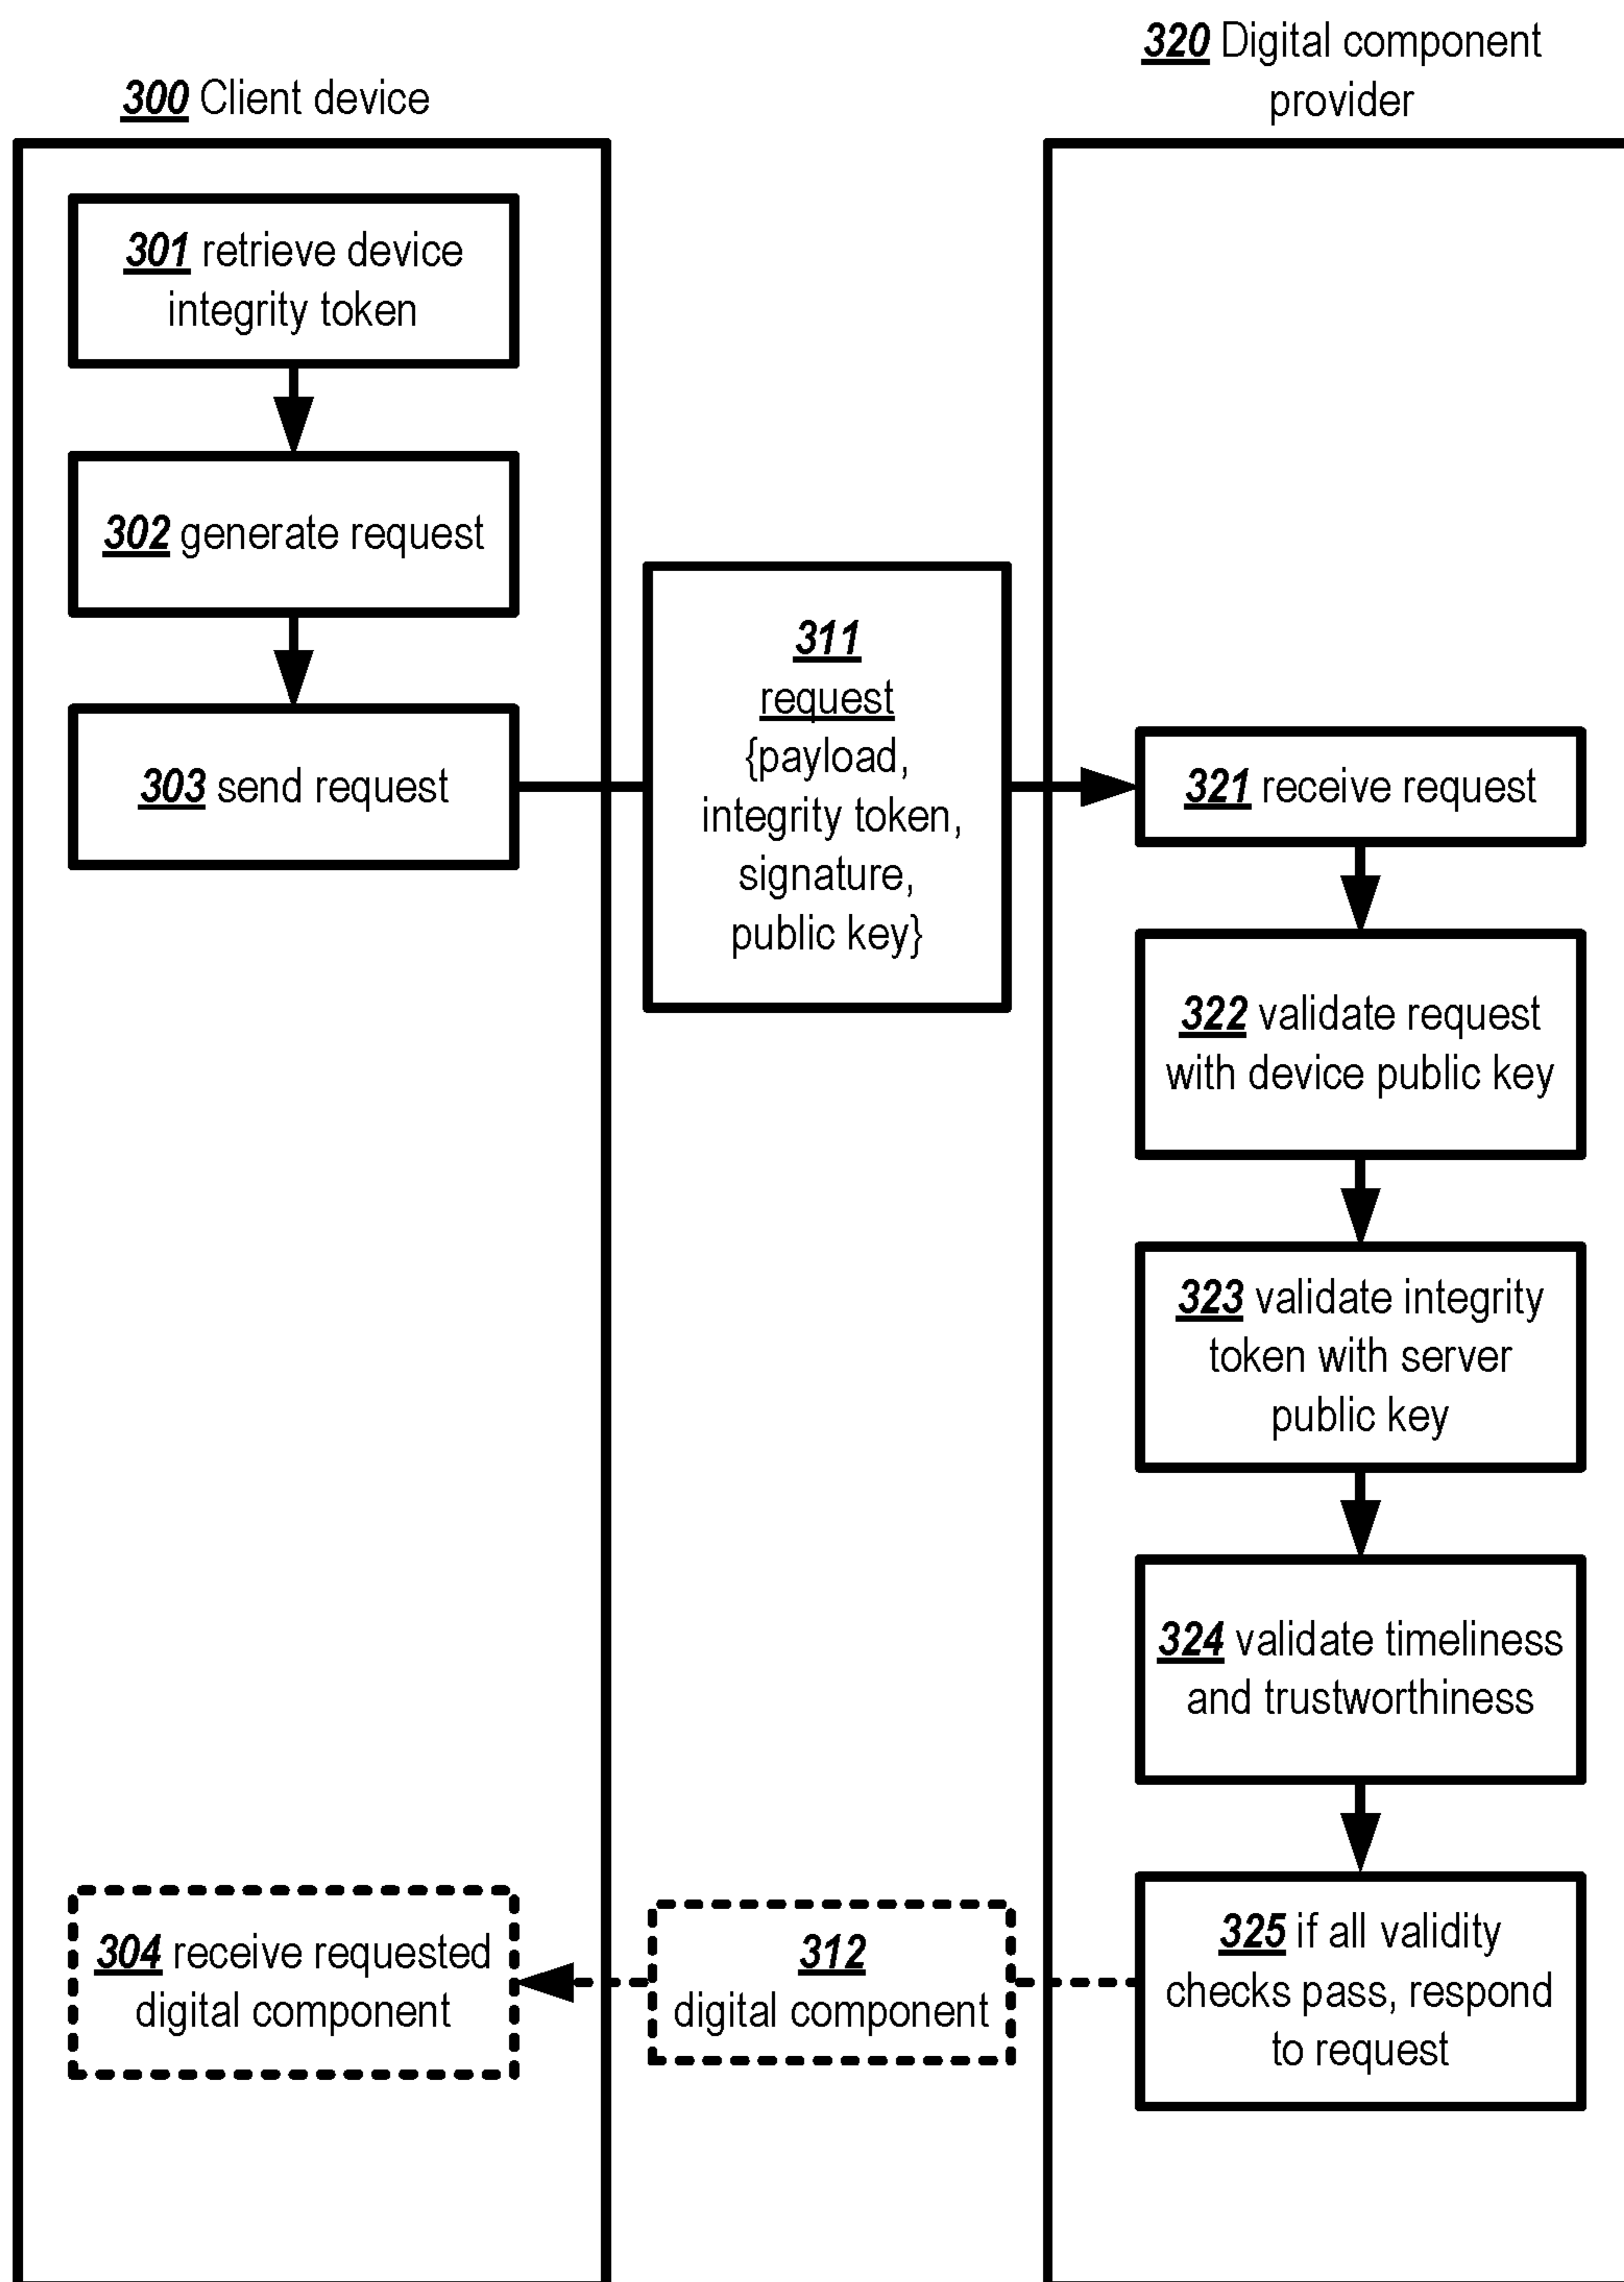 300 Client device
301 retrieve device
integrity token
302 generate request
303 send request
304 receive requested
digital component
311
request
{payload,
integrity token,
signature,
public key}
312
digital component
320 Digital component
provider
321 receive request
322 validate request
with device public key
323 validate integrity
token with server
public key
324 validate timeliness
and trustworthiness
325 if all validity
checks pass, respond
to request